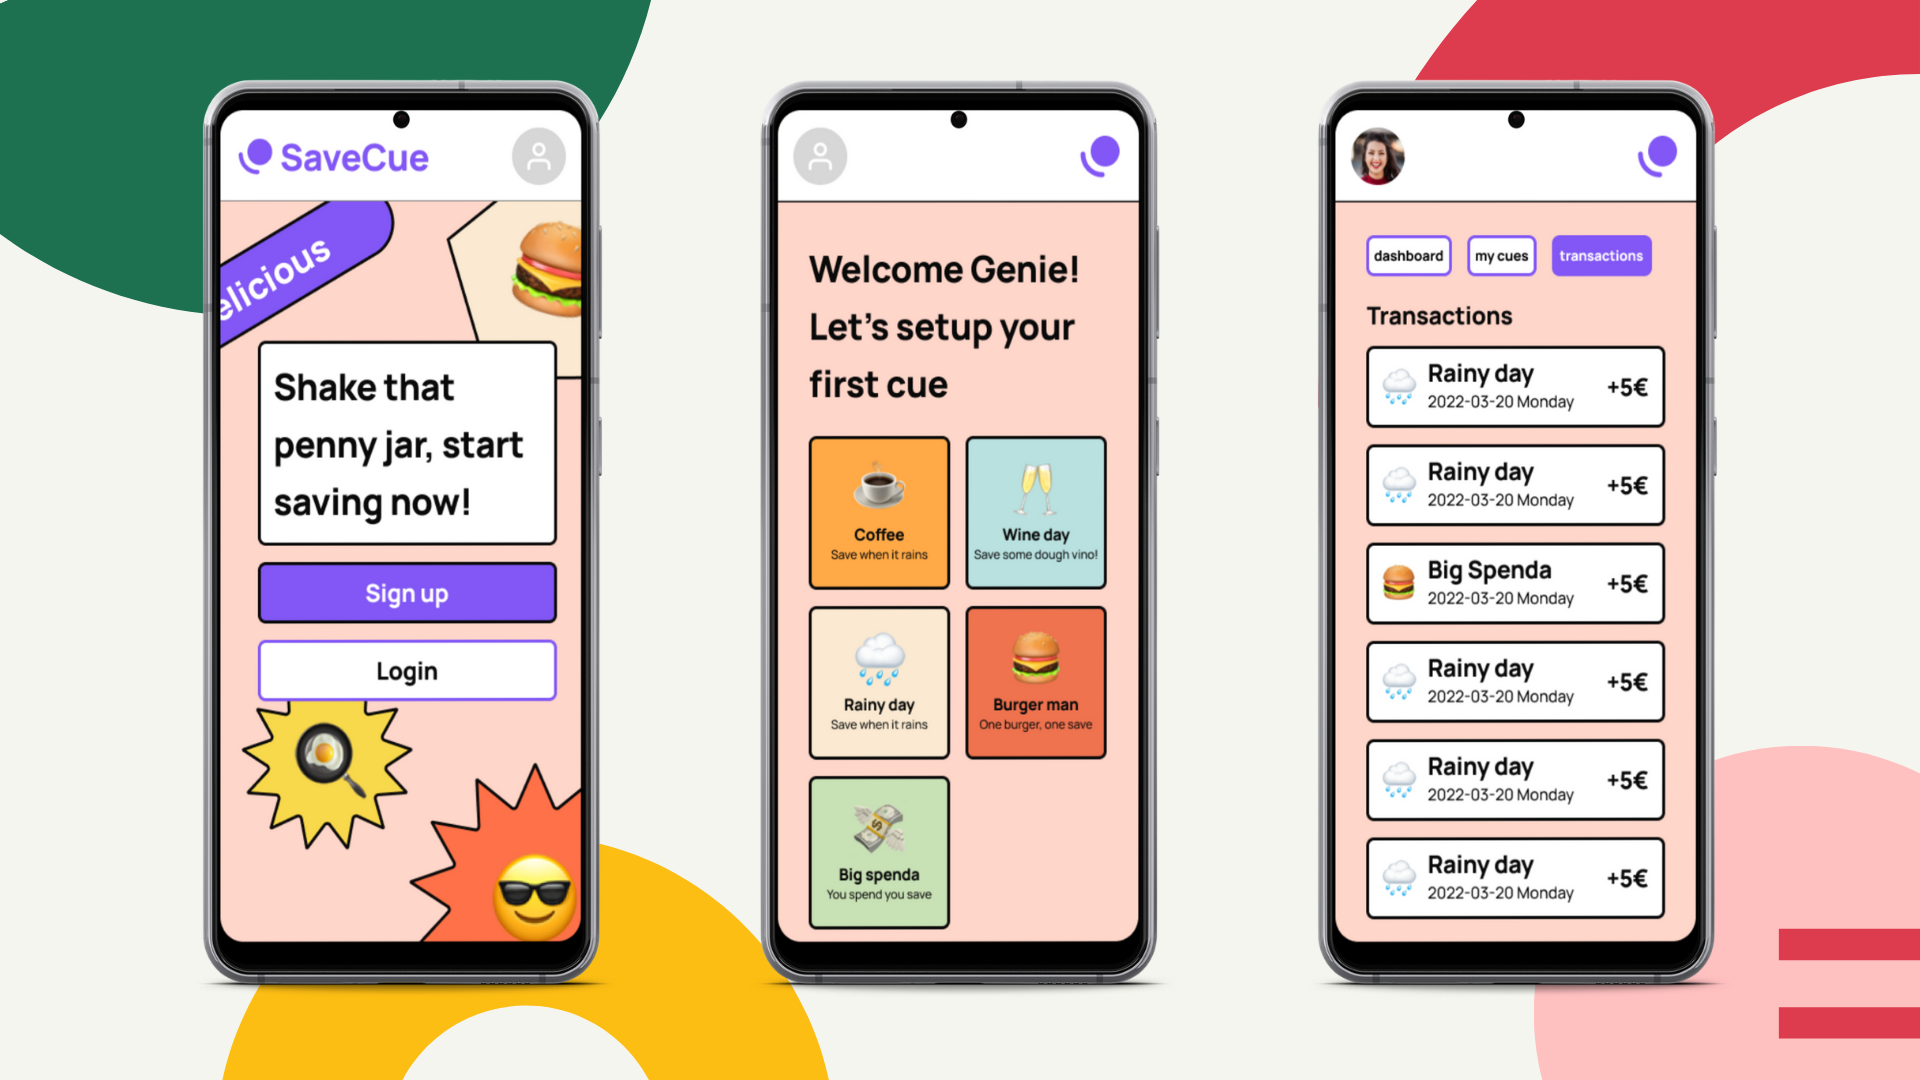 SaveCue
elicious
Shake that
penny jar, start
saving now!
Sign up
Login
Welcome Genie!
Let's setup your
first cue
Coffee
Save when it rains
Wine day
Save some dough vino!
Rainy day
Save when it rains
Burger man
One burger, one save
Big spenda
You spend you save
dashboard
my cues
transactions
Transactions
Rainy day
+5€
2022-03-20 Monday
Rainy day
+5€
2022-03-20 Monday
Big Spenda
+5€
2022-03-20 Monday
Rainy day
+5€
2022-03-20 Monday
Rainy day
+5€
2022-03-20 Monday
Rainy day
+5€
2022-03-20 Monday